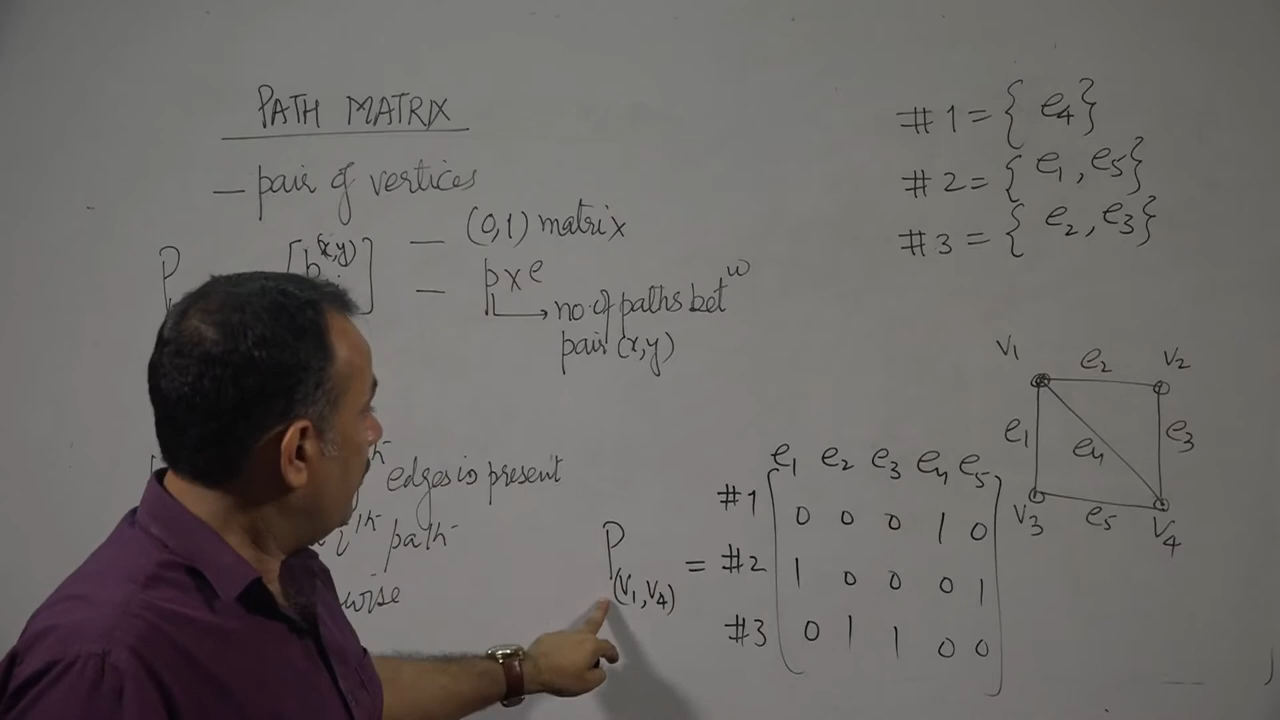 PATH MATRIX
— pair of vertices
P [p(x,y)] — (0,1) matrix
— p×e
→ no. of paths betw
pair (x,y)
edges is present
ith path
wise
#1 = { e4}
#2 = { e1, e5}
#3 = { e2, e3}
v1 e2 v2
e1 e4 e3
v3 e5 v4
e1 e2 e3 e4 e5
#1 0 0 0 1 0
P(v1,v4) = #2 1 0 0 0 1
#3 0 1 1 0 0